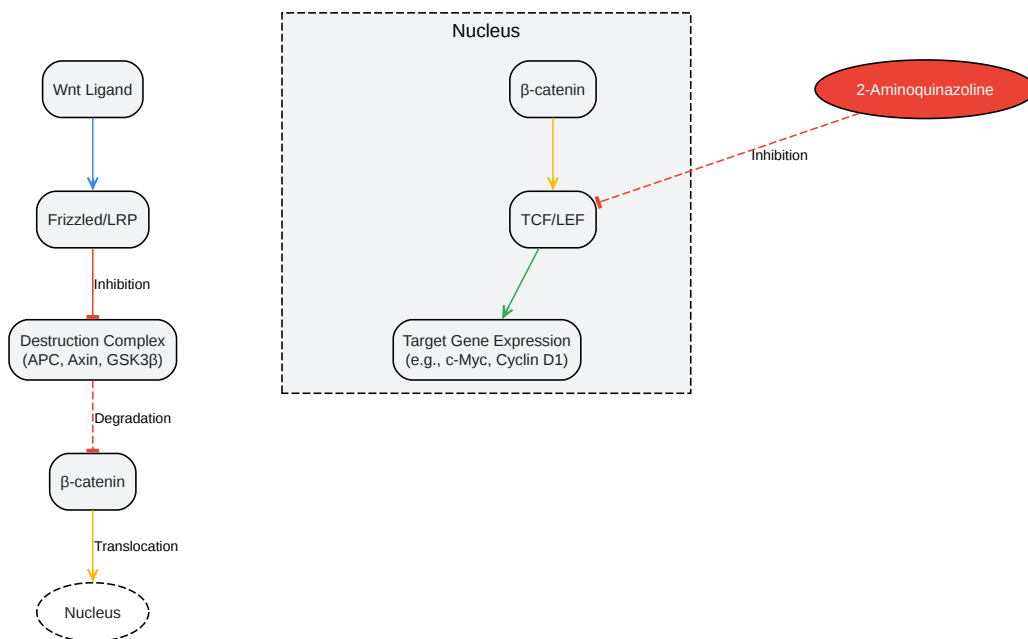 Wnt Ligand
Frizzled/LRP
Inhibition
Destruction Complex
(APC, Axin, GSK3β)
Degradation
β-catenin
Translocation
Nucleus
Nucleus
β-catenin
TCF/LEF
Target Gene Expression
(e.g., c-Myc, Cyclin D1)
2-Aminoquinazoline
Inhibition